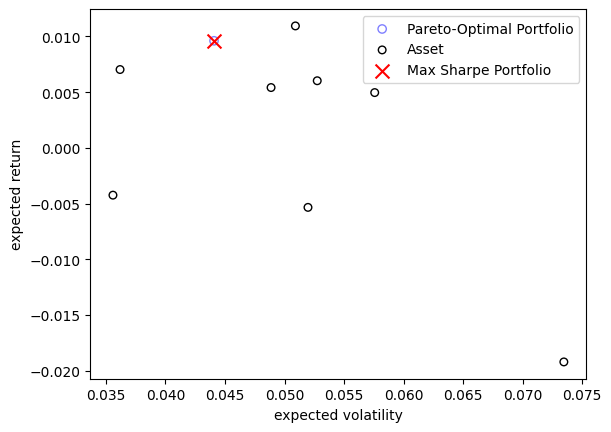 Pareto-Optimal Portfolio
Asset
Max Sharpe Portfolio
0.010
0.005
0.000
−0.005
−0.010
−0.015
−0.020
expected return
0.035 0.040 0.045 0.050 0.055 0.060 0.065 0.070 0.075
expected volatility